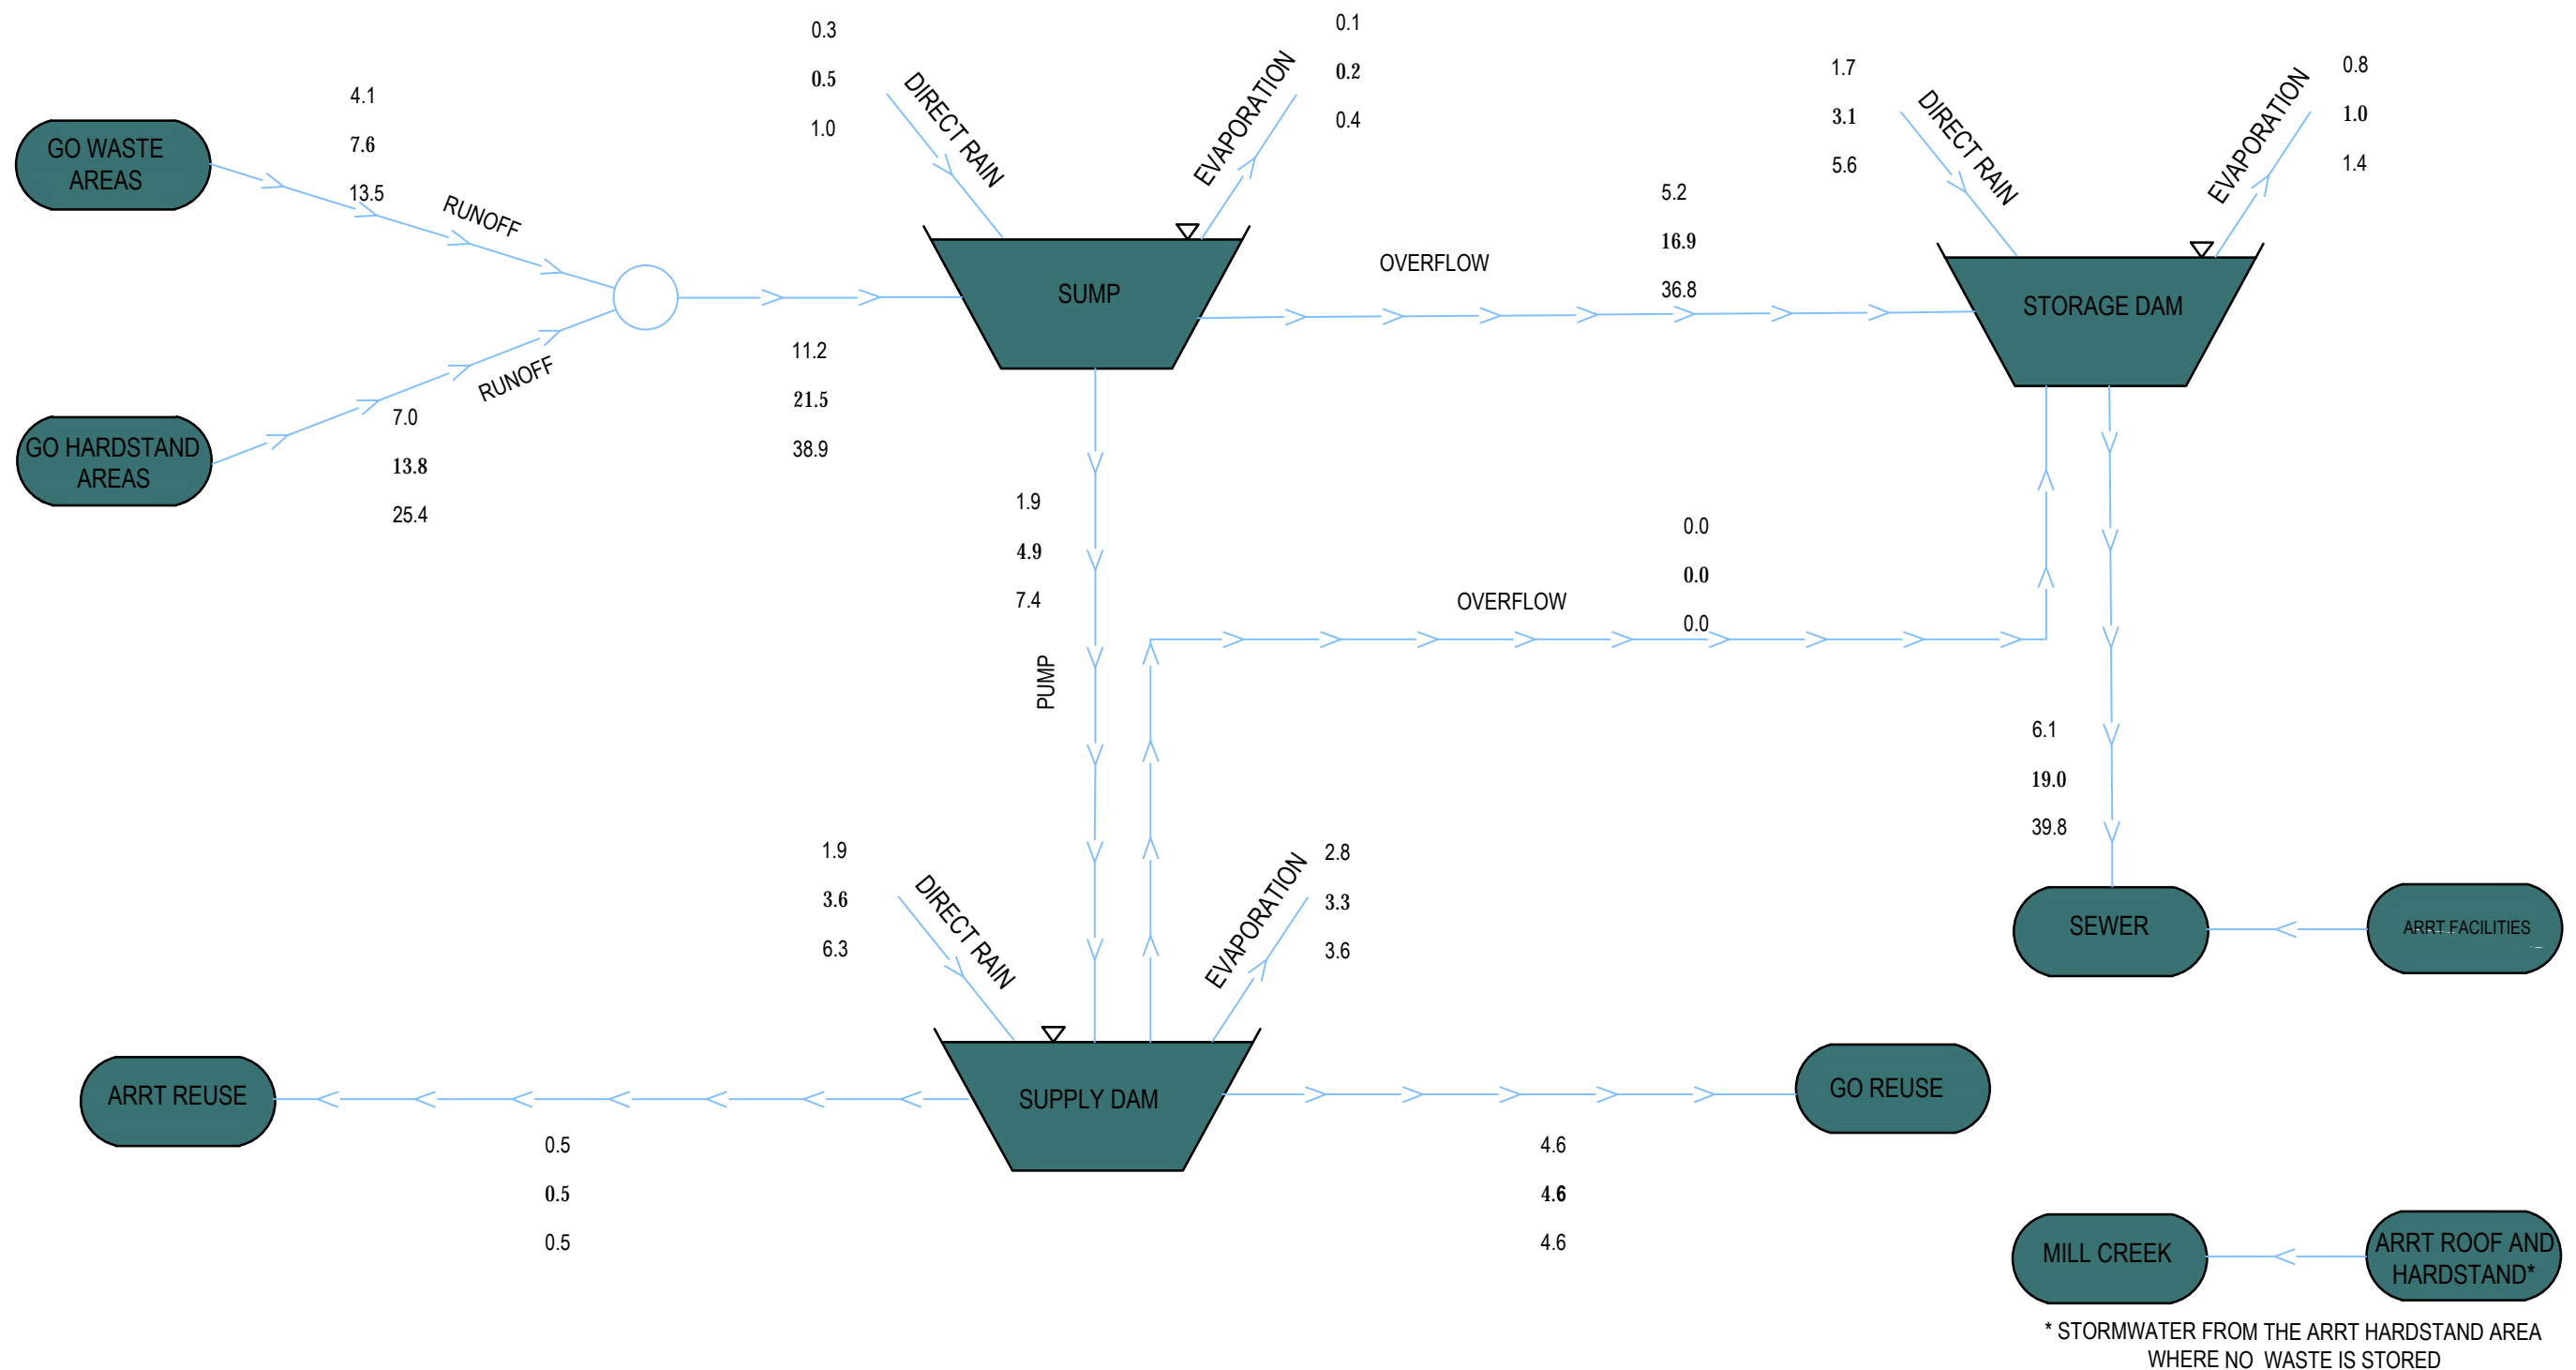 0.3
0.5
1.0
DIRECT RAIN
0.1
0.2
0.4
EVAPORATION
1.7
3.1
5.6
DIRECT RAIN
0.8
1.0
1.4
EVAPORATION
GO WASTE
AREAS
4.1
7.6
13.5
RUNOFF
GO HARDSTAND
AREAS
7.0
13.8
25.4
RUNOFF
11.2
21.5
38.9
SUMP
OVERFLOW
5.2
16.9
36.8
STORAGE DAM
1.9
4.9
7.4
PUMP
OVERFLOW
0.0
0.0
0.0
6.1
19.0
39.8
1.9
3.6
6.3
DIRECT RAIN
2.8
3.3
3.6
EVAPORATION
SEWER
ARRT FACILITIES
ARRT REUSE
0.5
0.5
0.5
SUPPLY DAM
4.6
4.6
4.6
GO REUSE
MILL CREEK
ARRT ROOF AND
HARDSTAND*
* STORMWATER FROM THE ARRT HARDSTAND AREA
WHERE NO WASTE IS STORED